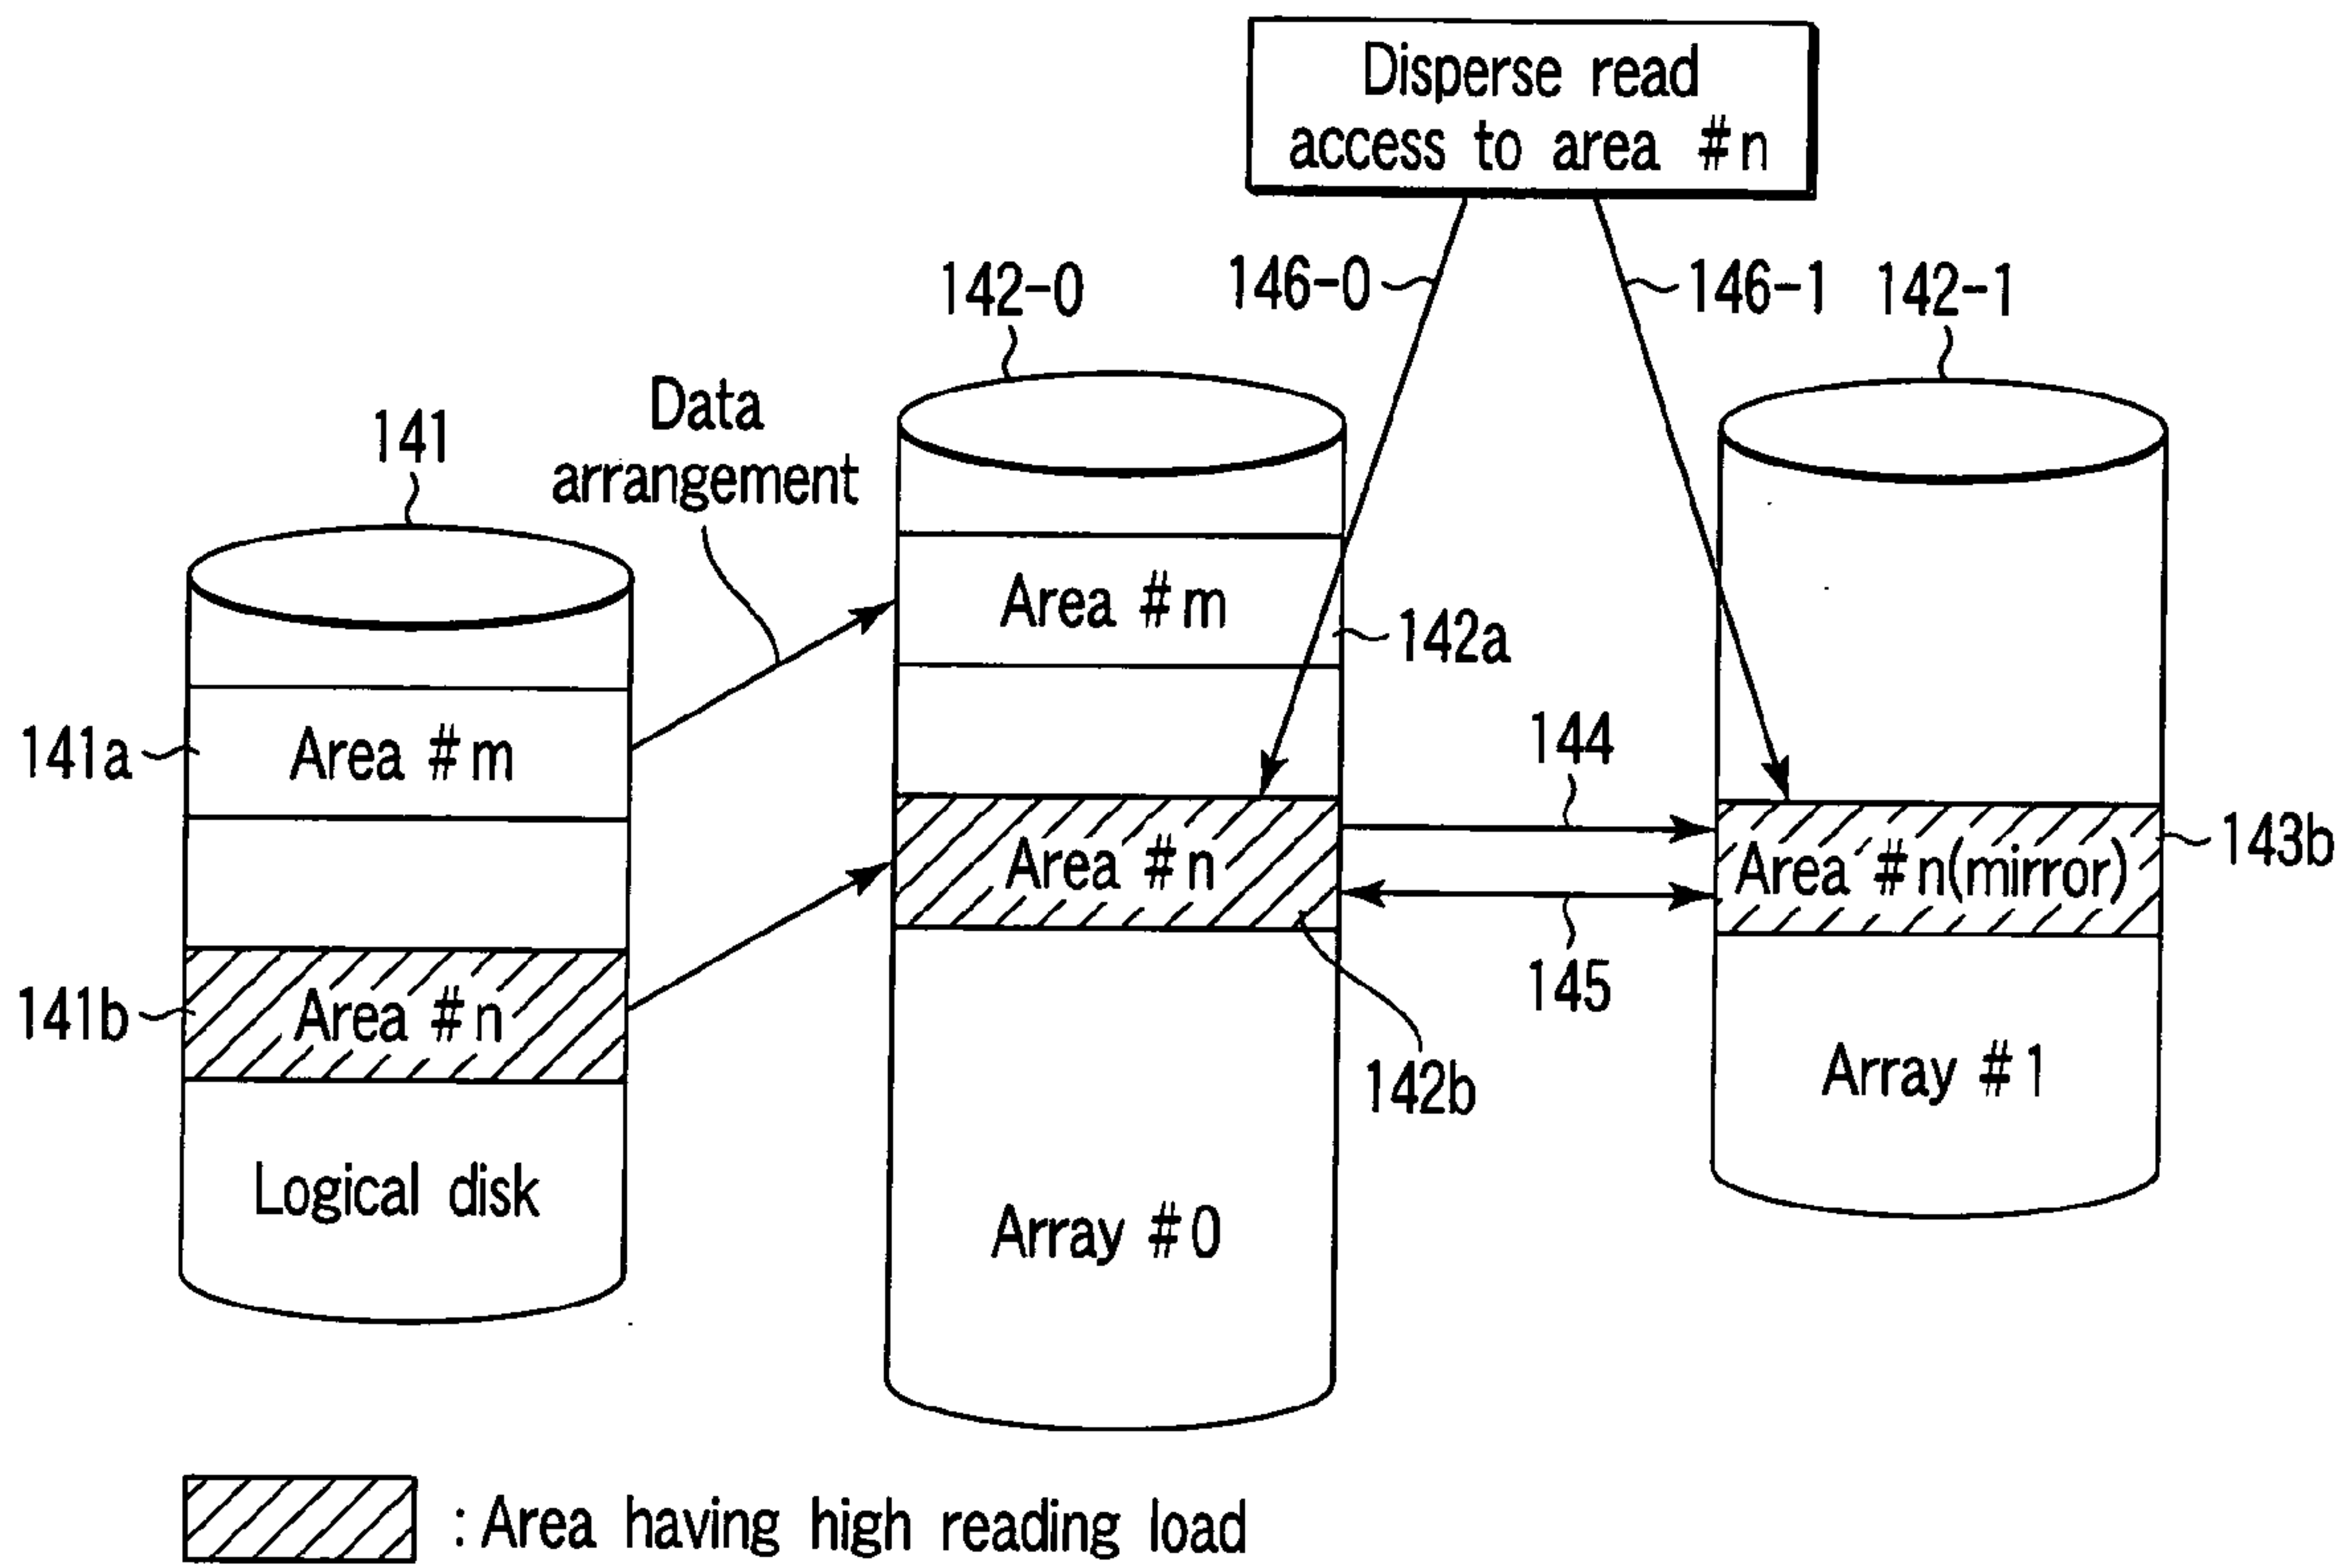 Disperse read
access to area #n
142-0
146-0
146-1
142-1
141
Data
arrangement
Area #m
142a
141a
Area #m
144
Area #n
Area #n(mirror)
143b
141b
Area #n
145
142b
Array #1
Logical disk
Array #0
: Area having high reading load